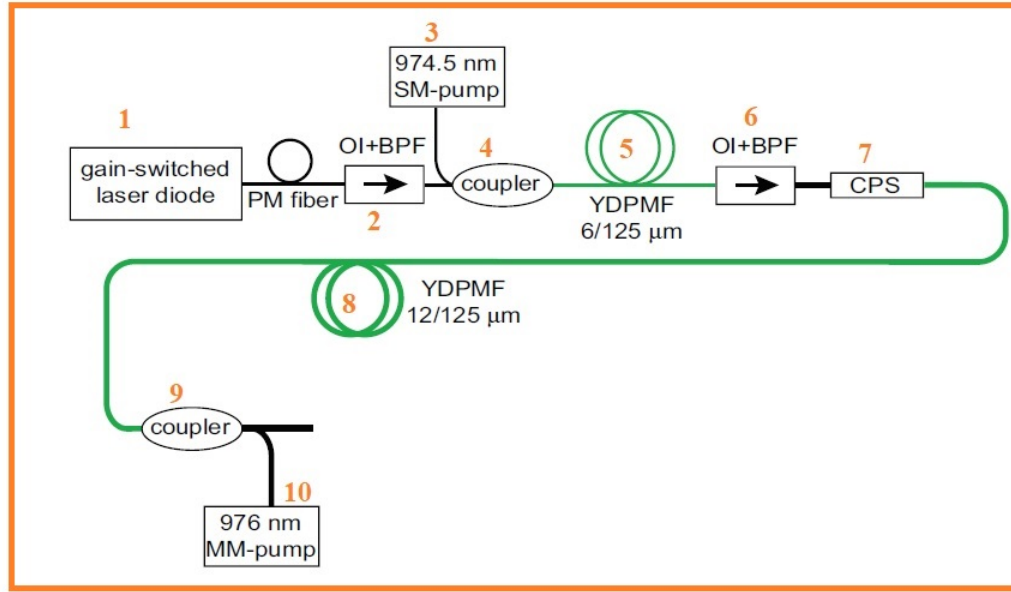 3
974.5 nm
SM-pump
1
gain-switched
laser diode
PM fiber
OI+BPF
2
4
coupler
5
YDPMF
6/125 μm
6
OI+BPF
7
CPS
8
YDPMF
12/125 μm
9
coupler
10
976 nm
MM-pump